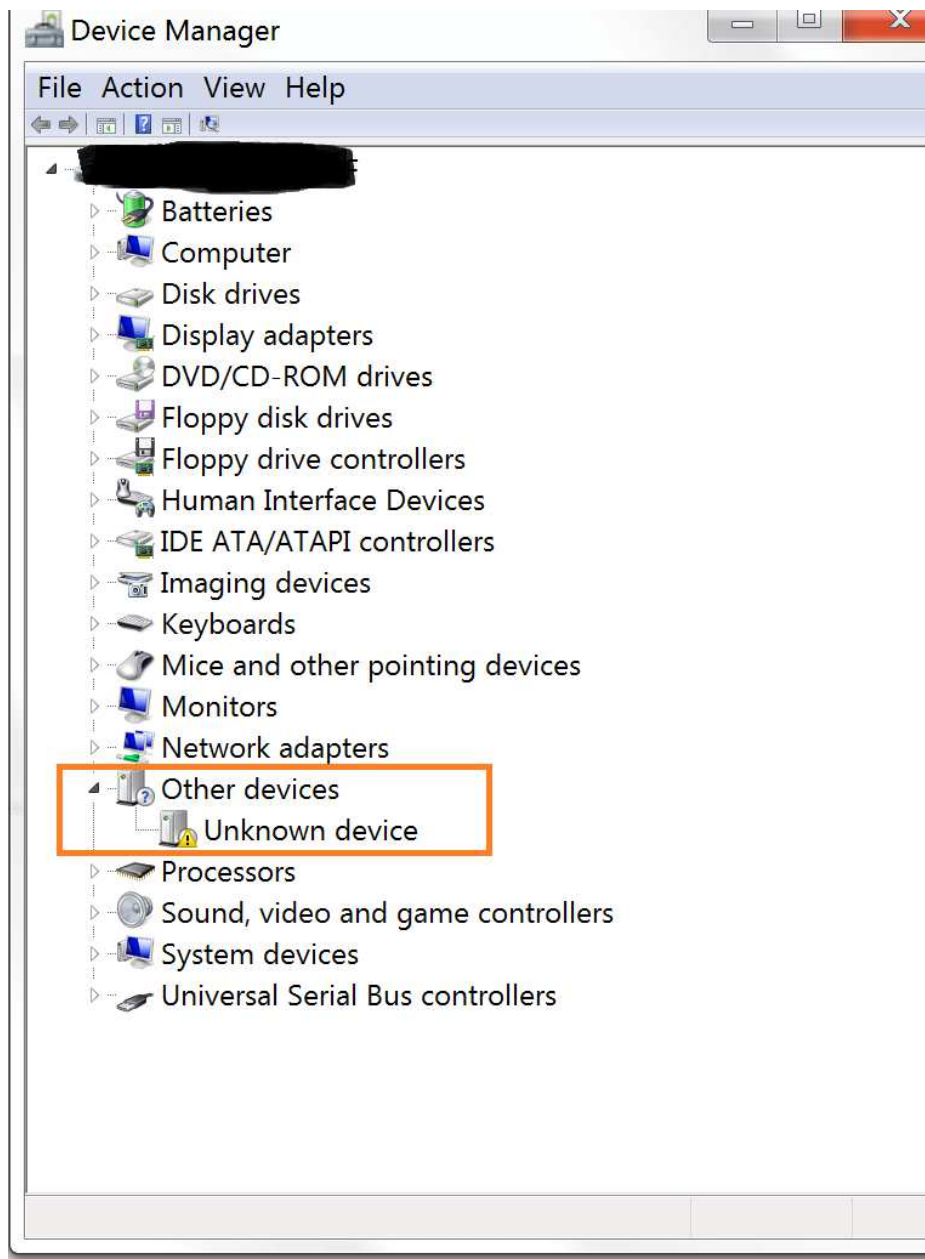 Device Manager
File Action View Help
Batteries
Computer
Disk drives
Display adapters
DVD/CD-ROM drives
Floppy disk drives
Floppy drive controllers
Human Interface Devices
IDE ATA/ATAPI controllers
Imaging devices
Keyboards
Mice and other pointing devices
Monitors
Network adapters
Other devices
Unknown device
Processors
Sound, video and game controllers
System devices
Universal Serial Bus controllers